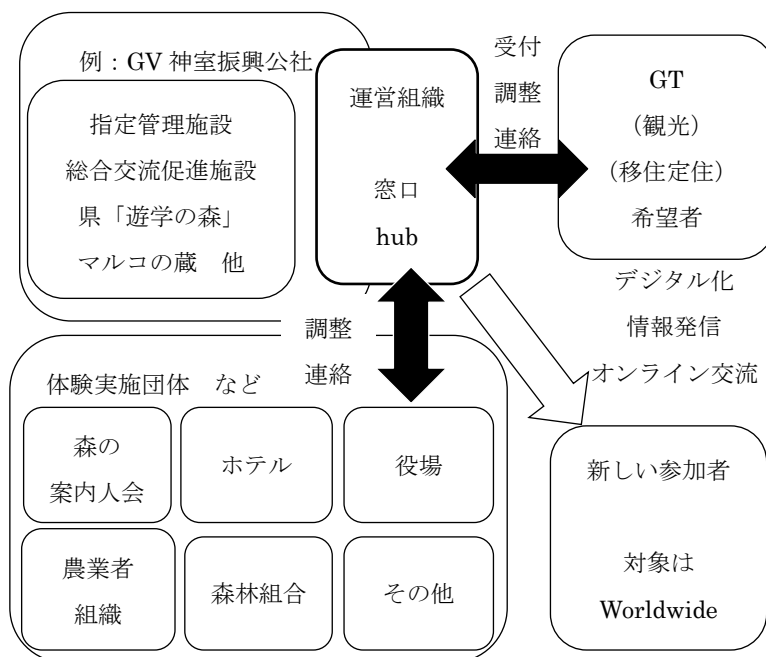 例：GV 神室振興公社
指定管理施設
総合交流促進施設
県「遊学の森」
マルコの蔵　他
運営組織
窓口
hub
受付
調整
連絡
GT
（観光）
（移住定住）
希望者
デジタル化
情報発信
オンライン交流
調整
連絡
体験実施団体　など
森の
案内人会
ホテル
役場
農業者
組織
森林組合
その他
新しい参加者
対象は
Worldwide